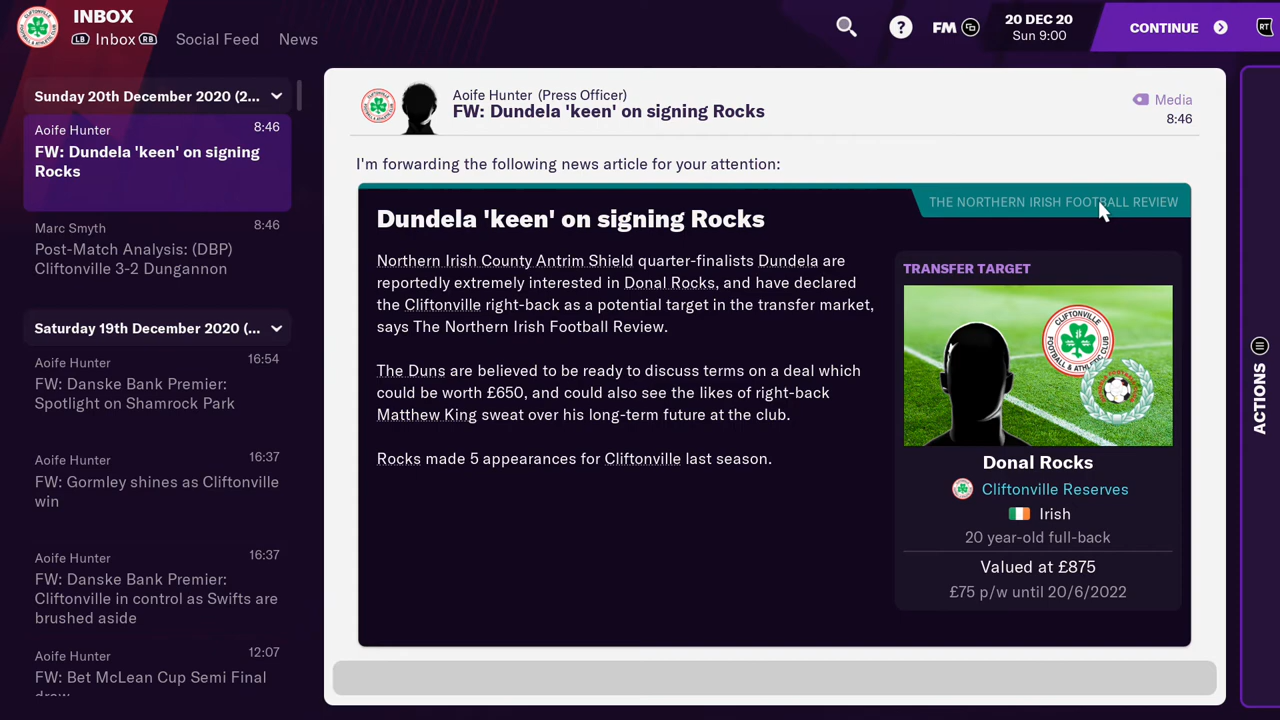 INBOX
LB Inbox RB
Social Feed
News
?
FM
20 DEC 20
Sun 9:00
CONTINUE
RT
Sunday 20th December 2020 (2...
Aoife Hunter
8:46
FW: Dundela 'keen' on signing
Rocks
Marc Smyth
8:46
Post-Match Analysis: (DBP)
Cliftonville 3-2 Dungannon
Saturday 19th December 2020 (...
Aoife Hunter
16:54
FW: Danske Bank Premier:
Spotlight on Shamrock Park
Aoife Hunter
16:37
FW: Gormley shines as Cliftonville
win
Aoife Hunter
16:37
FW: Danske Bank Premier:
Cliftonville in control as Swifts are
brushed aside
Aoife Hunter
12:07
FW: Bet McLean Cup Semi Final
draw
Aoife Hunter (Press Officer)
FW: Dundela 'keen' on signing Rocks
Media
8:46
I'm forwarding the following news article for your attention:
THE NORTHERN IRISH FOOTBALL REVIEW
Dundela 'keen' on signing Rocks
Northern Irish County Antrim Shield quarter-finalists Dundela are
reportedly extremely interested in Donal Rocks, and have declared
the Cliftonville right-back as a potential target in the transfer market,
says The Northern Irish Football Review.
The Duns are believed to be ready to discuss terms on a deal which
could be worth £650, and could also see the likes of right-back
Matthew King sweat over his long-term future at the club.
Rocks made 5 appearances for Cliftonville last season.
TRANSFER TARGET
CLIFTONVILLE
FOOTBALL & ATHLETIC CLUB
Donal Rocks
Cliftonville Reserves
Irish
20 year-old full-back
Valued at £875
£75 p/w until 20/6/2022
ACTIONS